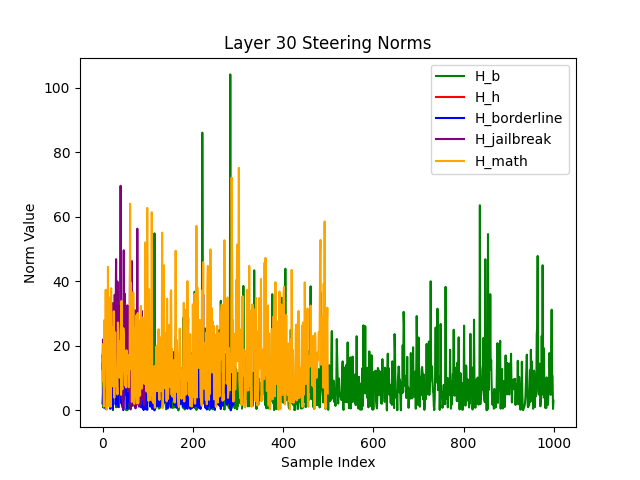 Layer 30 Steering Norms
H_b
H_h
H_borderline
H_jailbreak
H_math
Norm Value
100
80
60
40
20
0
0
200
400
600
800
1000
Sample Index